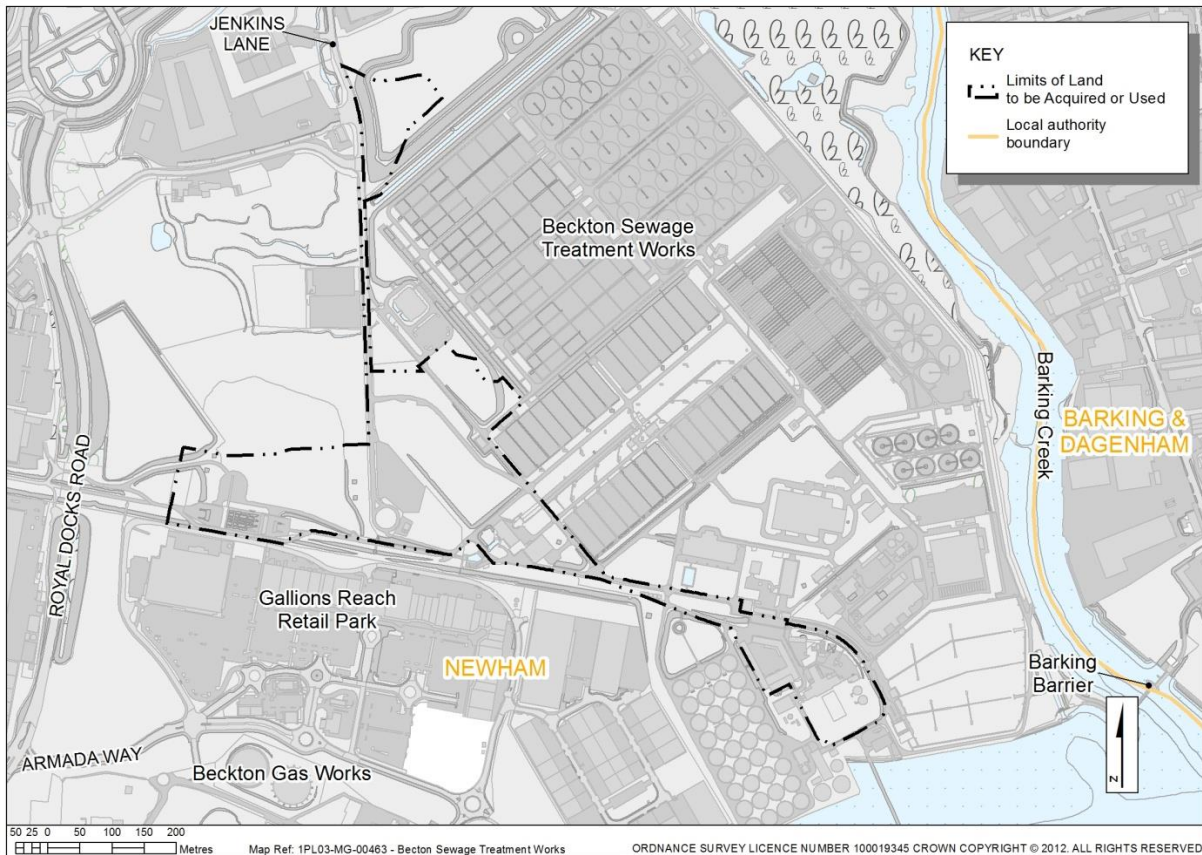 JENKINS
LANE
KEY
Limits of Land
to be Acquired or Used
Local authority
boundary
Beckton Sewage
Treatment Works
Barking Creek
BARKING &
DAGENHAM
ROYAL DOCKS ROAD
Gallions Reach
Retail Park
NEWHAM
Barking
Barrier
ARMADA WAY
Beckton Gas Works
N
50 25 0 50 100 150 200
Metres
Map Ref: 1PL03-MG-00463 - Becton Sewage Treatment Works
ORDNANCE SURVEY LICENCE NUMBER 100019345 CROWN COPYRIGHT © 2012. ALL RIGHTS RESERVED